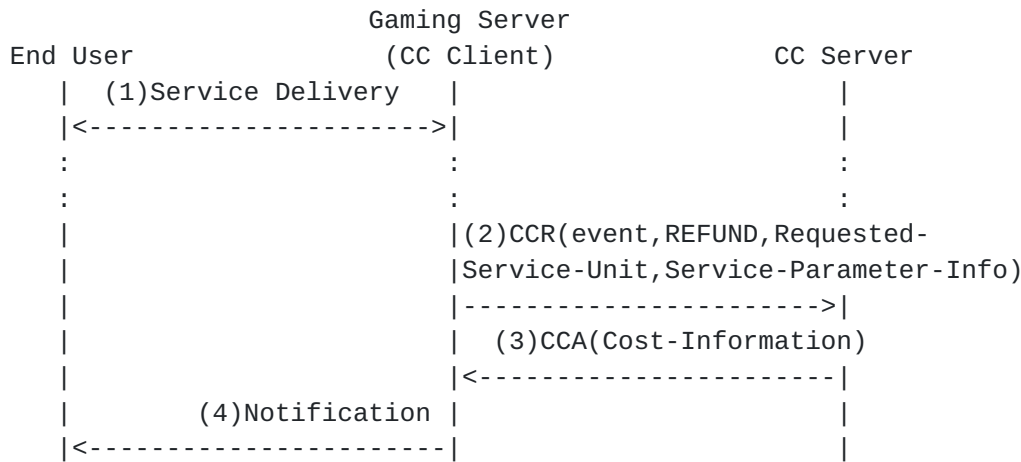 Gaming Server
End User (CC Client) CC Server
| (1)Service Delivery | |
|<---------------------->| |
: : :
: : :
| |(2)CCR(event,REFUND,Requested-
| |Service-Unit,Service-Parameter-Info)
| |----------------------->|
| | (3)CCA(Cost-Information)
| |<-----------------------|
| (4)Notification | |
|<-----------------------| |